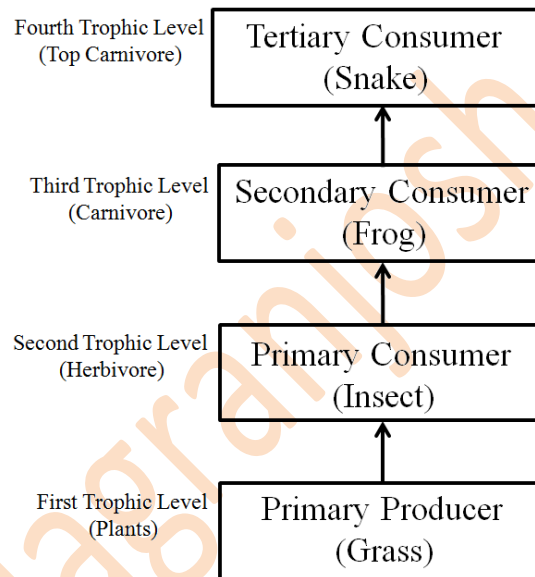 Fourth Trophic Level
(Top Carnivore)
Tertiary Consumer
(Snake)
Third Trophic Level
(Carnivore)
Secondary Consumer
(Frog)
Second Trophic Level
(Herbivore)
Primary Consumer
(Insect)
First Trophic Level
(Plants)
Primary Producer
(Grass)
agranjosh